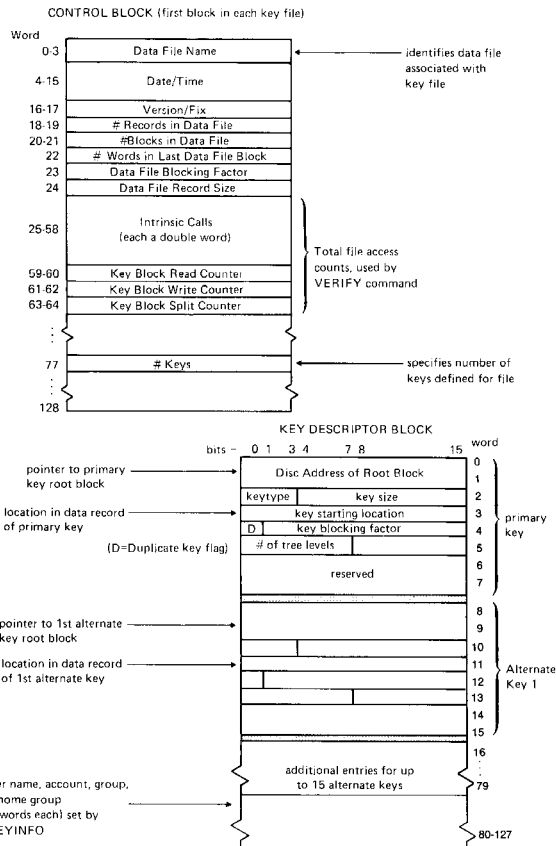 CONTROL BLOCK (first block in each key file)
Word
0-3 Data File Name
identifies data file
associated with
key file
4-15 Date/Time
16-17 Version/Fix
18-19 # Records in Data File
20-21 #Blocks in Data File
22 # Words in Last Data File Block
23 Data File Blocking Factor
24 Data File Record Size
25-58 Intrinsic Calls
(each a double word)
Total file access
counts, used by
VERIFY command
59-60 Key Block Read Counter
61-62 Key Block Write Counter
63-64 Key Block Split Counter
77 # Keys
specifies number of
keys defined for file
128
KEY DESCRIPTOR BLOCK
bits – 0 1 3 4 7 8 15 word
pointer to primary
key root block
Disc Address of Root Block 0
1
keytype key size 2
location in data record
of primary key
key starting location 3
D key blocking factor 4
(D=Duplicate key flag)
# of tree levels 5
reserved 6
7
primary
key
pointer to 1st alternate
key root block
8
9
10
location in data record
of 1st alternate key
11
12
13
14
15
Alternate
Key 1
16
additional entries for up
to 15 alternate keys
79
er name, account, group,
home group
words each) set by
EYINFO
80-127